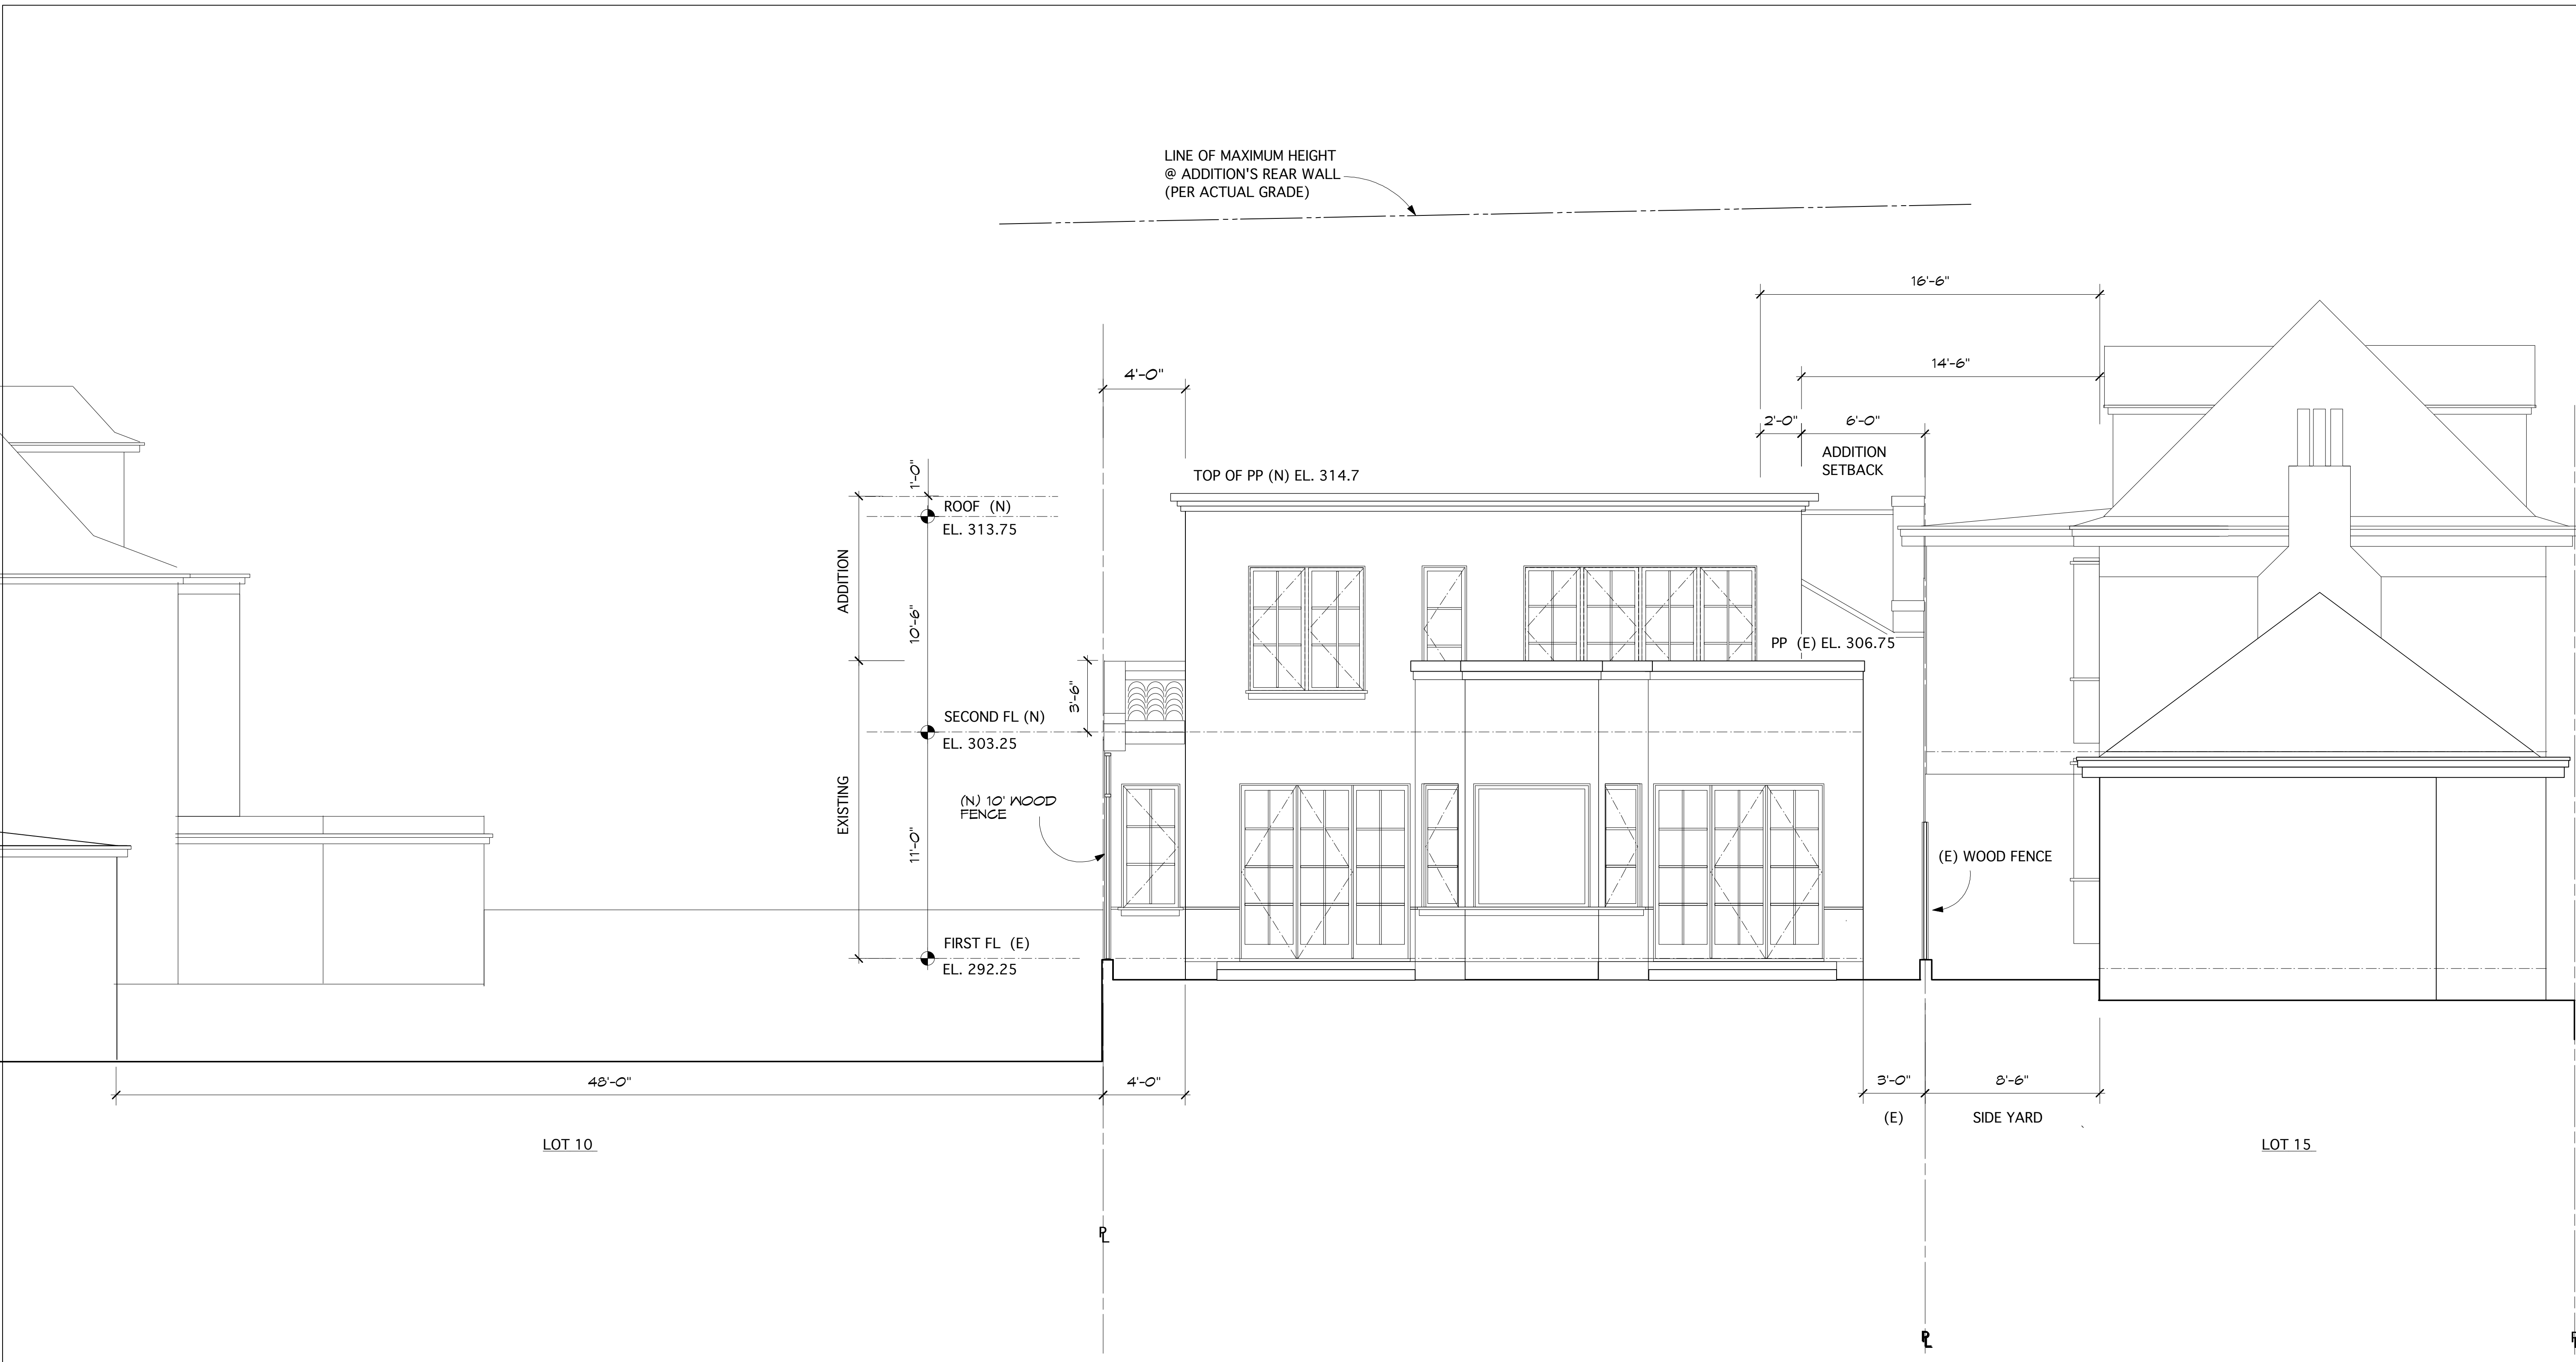 LINE OF MAXIMUM HEIGHT
@ ADDITION'S REAR WALL
(PER ACTUAL GRADE)
16'-6"
14'-6"
4'-0"
2'-0"
6'-0"
ADDITION
SETBACK
1'-0"
TOP OF PP (N) EL. 314.7
ROOF (N)
EL. 313.75
ADDITION
10'-6"
PP (E) EL. 306.75
3'-6"
SECOND FL (N)
EL. 303.25
EXISTING
11'-0"
(N) 10' WOOD
FENCE
(E) WOOD FENCE
FIRST FL (E)
EL. 292.25
48'-0"
4'-0"
3'-0"
8'-6"
(E)
SIDE YARD
LOT 10
LOT 15
PL
PL